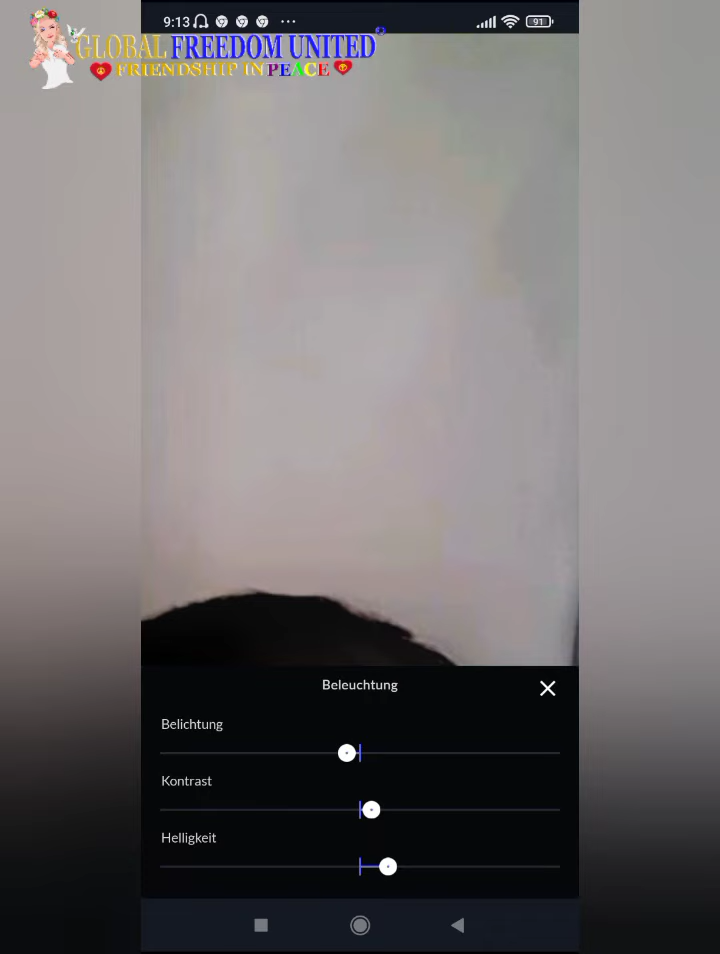 9:13
91
GLOBAL FREEDOM UNITED
FRIENDSHIP IN PEACE
Beleuchtung
Belichtung
Kontrast
Helligkeit